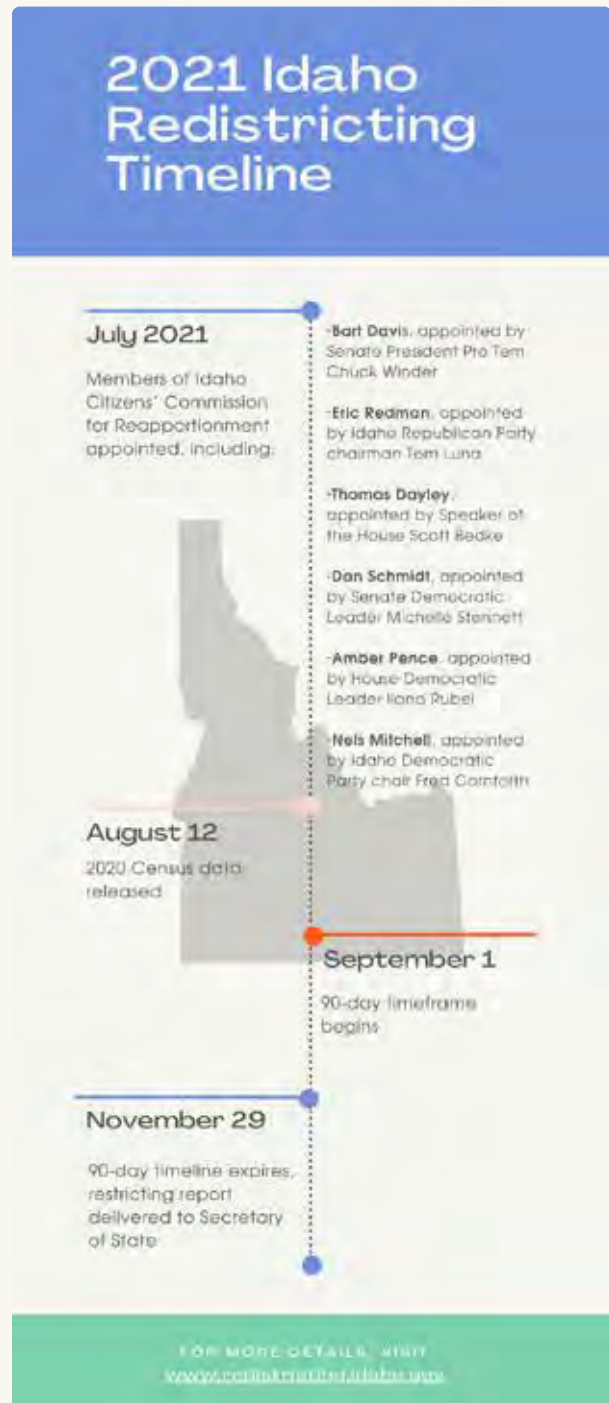 2021 Idaho
Redistricting
Timeline
July 2021
Members of Idaho
Citizens' Commission
for Reapportionment
appointed, including:
-Bart Davis, appointed by
Senate President Pro Tem
Chuck Winder
-Eric Redman, appointed
by Idaho Republican Party
chairman Tom Luna
-Thomas Dayley,
appointed by Speaker of
the House Scott Bedke
-Dan Schmidt, appointed
by Senate Democratic
Leader Michelle Stennett
-Amber Pence, appointed
by House Democratic
Leader Ilana Rubel
-Nels Mitchell, appointed
by Idaho Democratic
Party chair Fred Cornforth
August 12
2020 Census data
released
September 1
90-day timeframe
begins
November 29
90-day timeline expires,
restricting report
delivered to Secretary
of State
FOR MORE DETAILS, VISIT